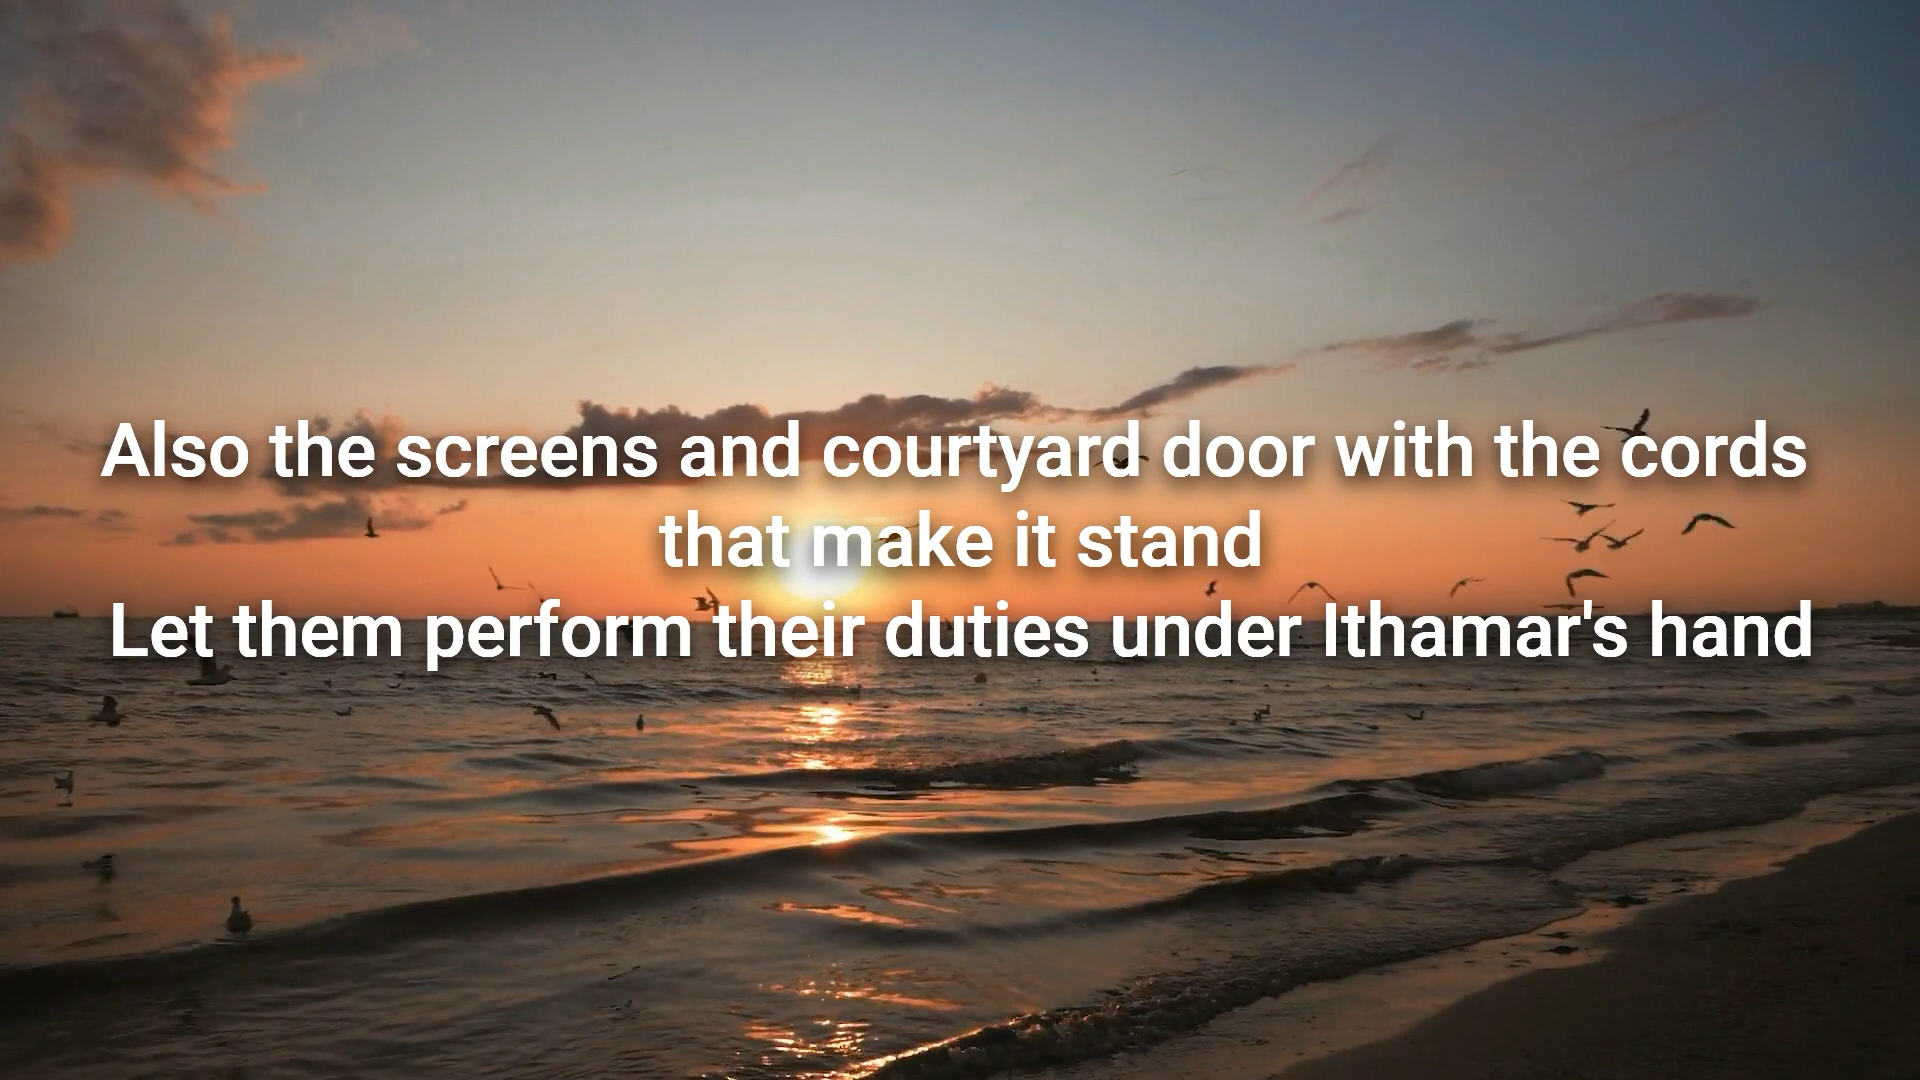 Also the screens and courtyard door with the cords
that make it stand
Let them perform their duties under Ithamar's hand